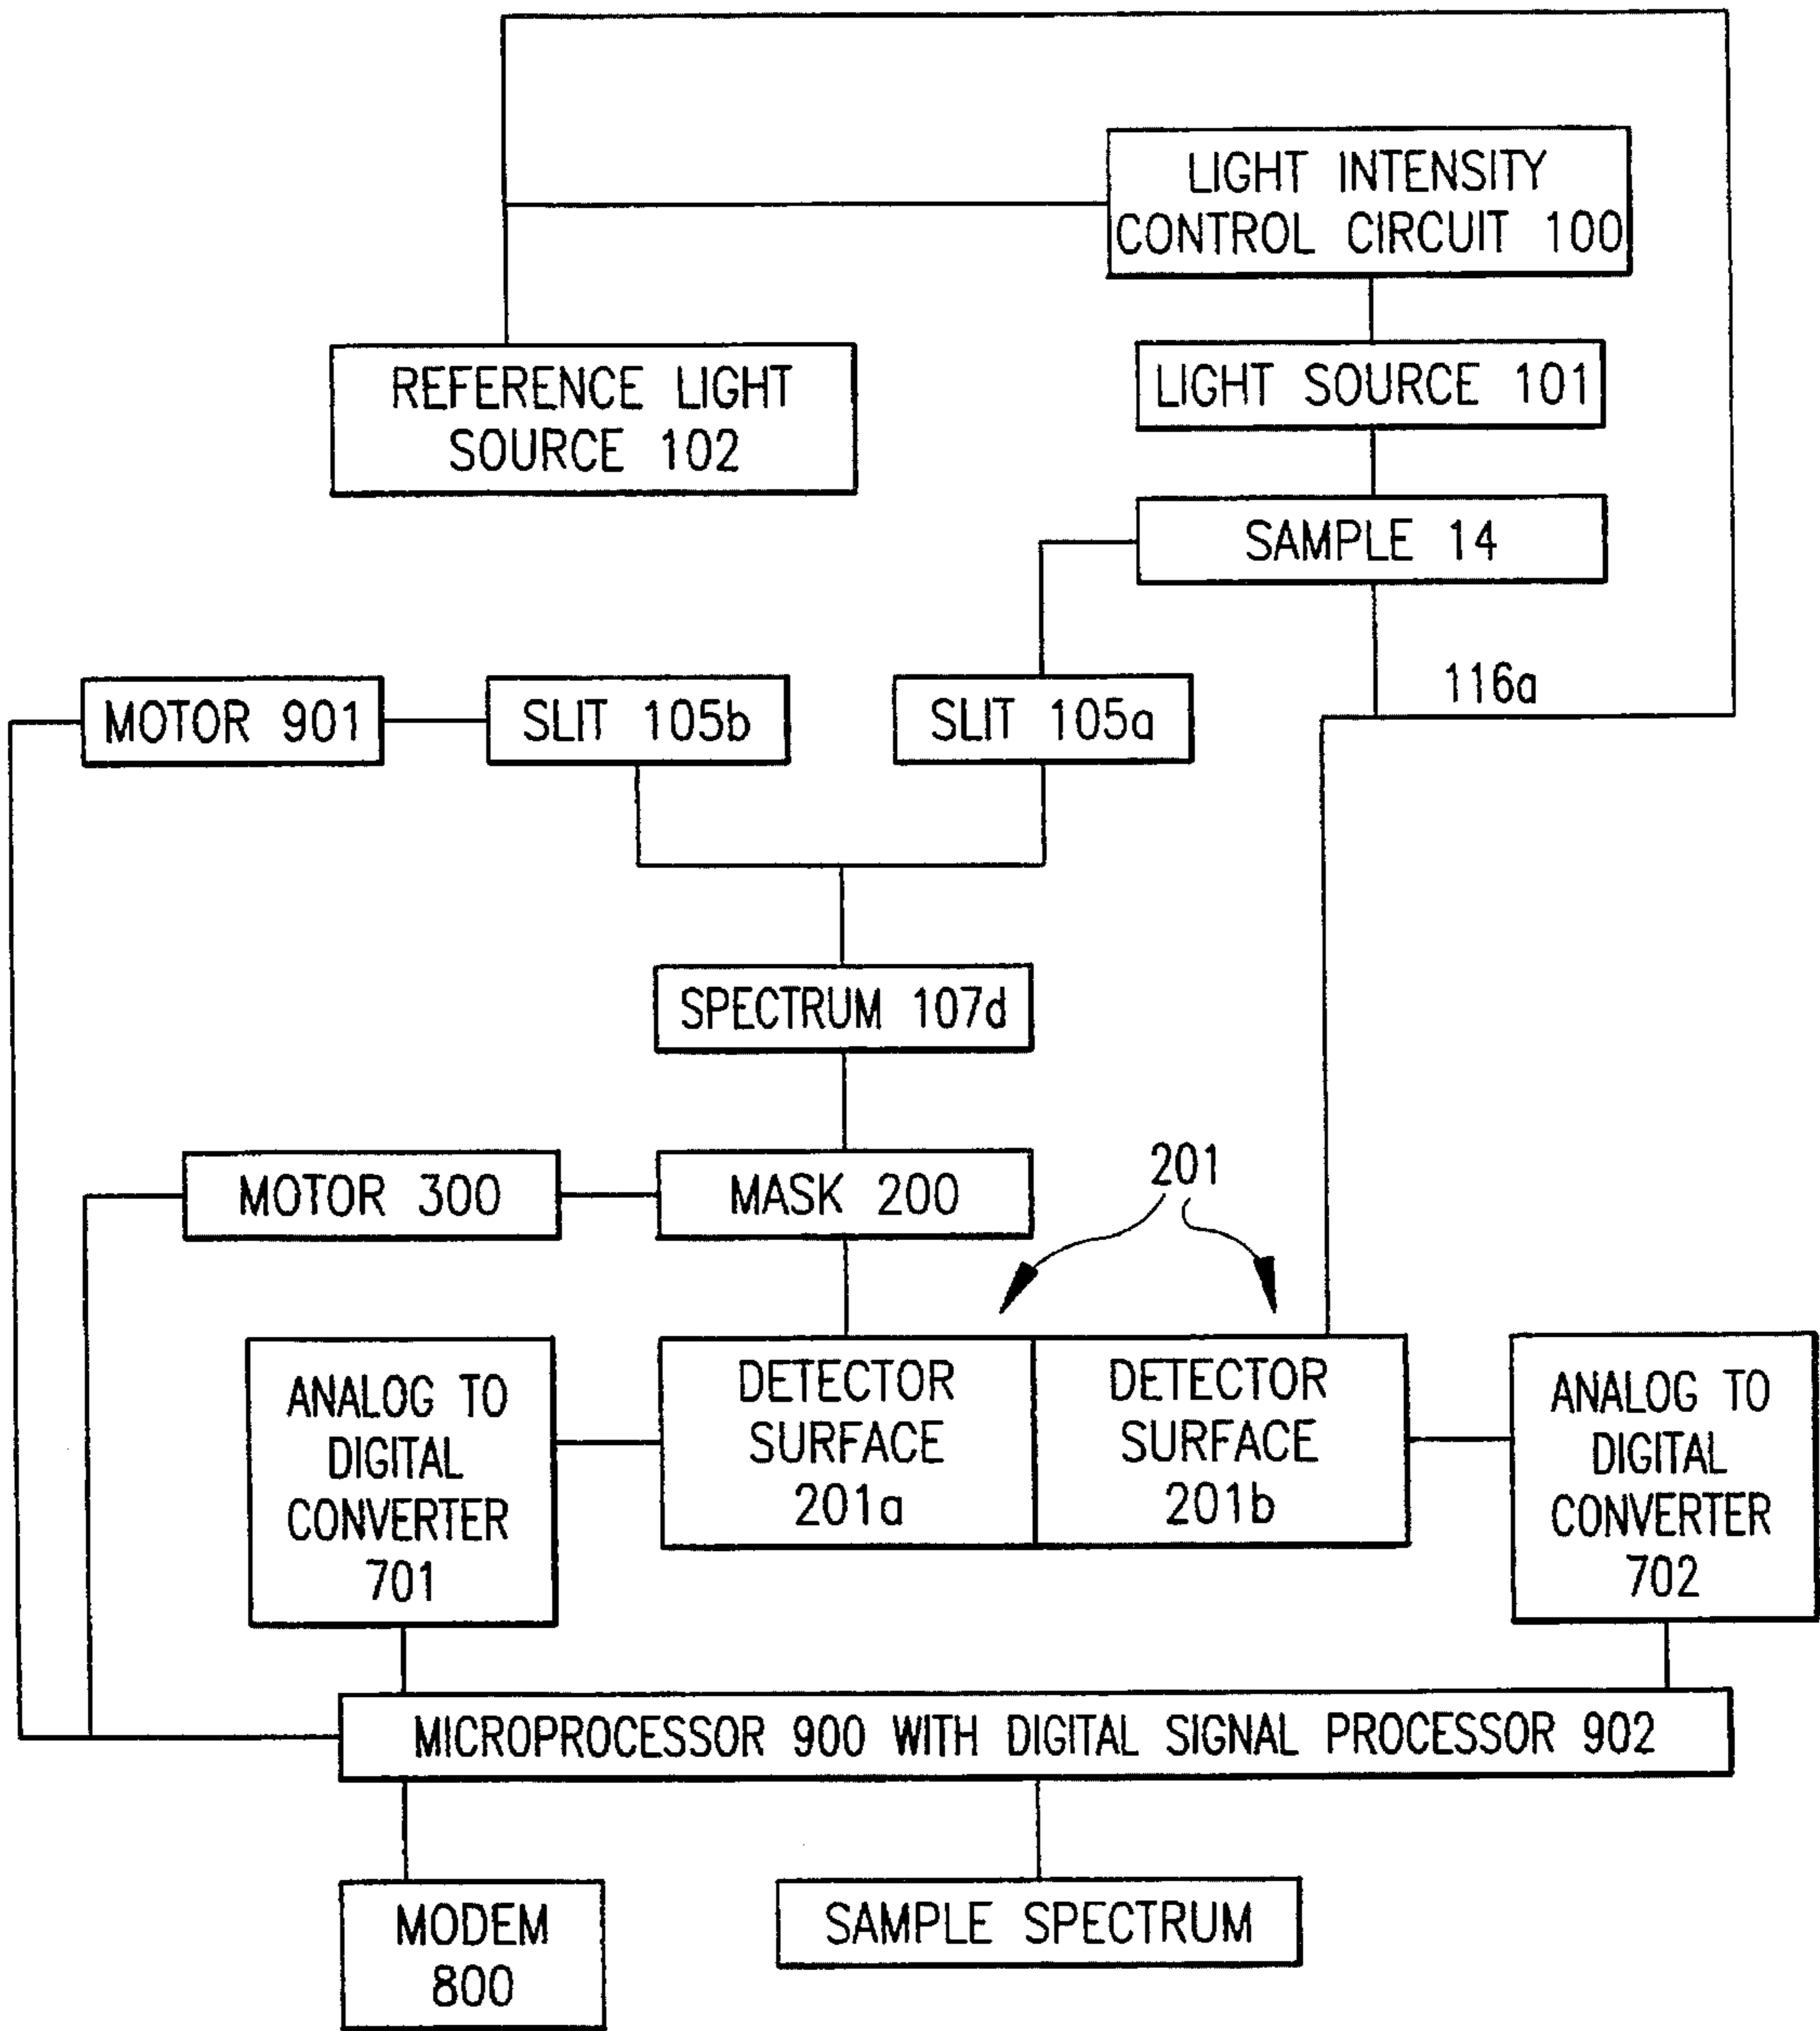 LIGHT INTENSITY
CONTROL CIRCUIT 100
REFERENCE LIGHT
SOURCE 102
LIGHT SOURCE 101
SAMPLE 14
116a
MOTOR 901
SLIT 105b
SLIT 105a
SPECTRUM 107d
MOTOR 300
MASK 200
201
ANALOG TO
DIGITAL
CONVERTER
701
DETECTOR
SURFACE
201a
DETECTOR
SURFACE
201b
ANALOG TO
DIGITAL
CONVERTER
702
MICROPROCESSOR 900 WITH DIGITAL SIGNAL PROCESSOR 902
MODEM
800
SAMPLE SPECTRUM